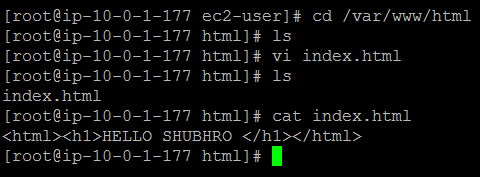 [root@ip-10-0-1-177 ec2-user]# cd /var/www/html
[root@ip-10-0-1-177 html]# ls
[root@ip-10-0-1-177 html]# vi index.html
[root@ip-10-0-1-177 html]# ls
index.html
[root@ip-10-0-1-177 html]# cat index.html
<html><h1>HELLO SHUBHRO </h1></html>
[root@ip-10-0-1-177 html]#